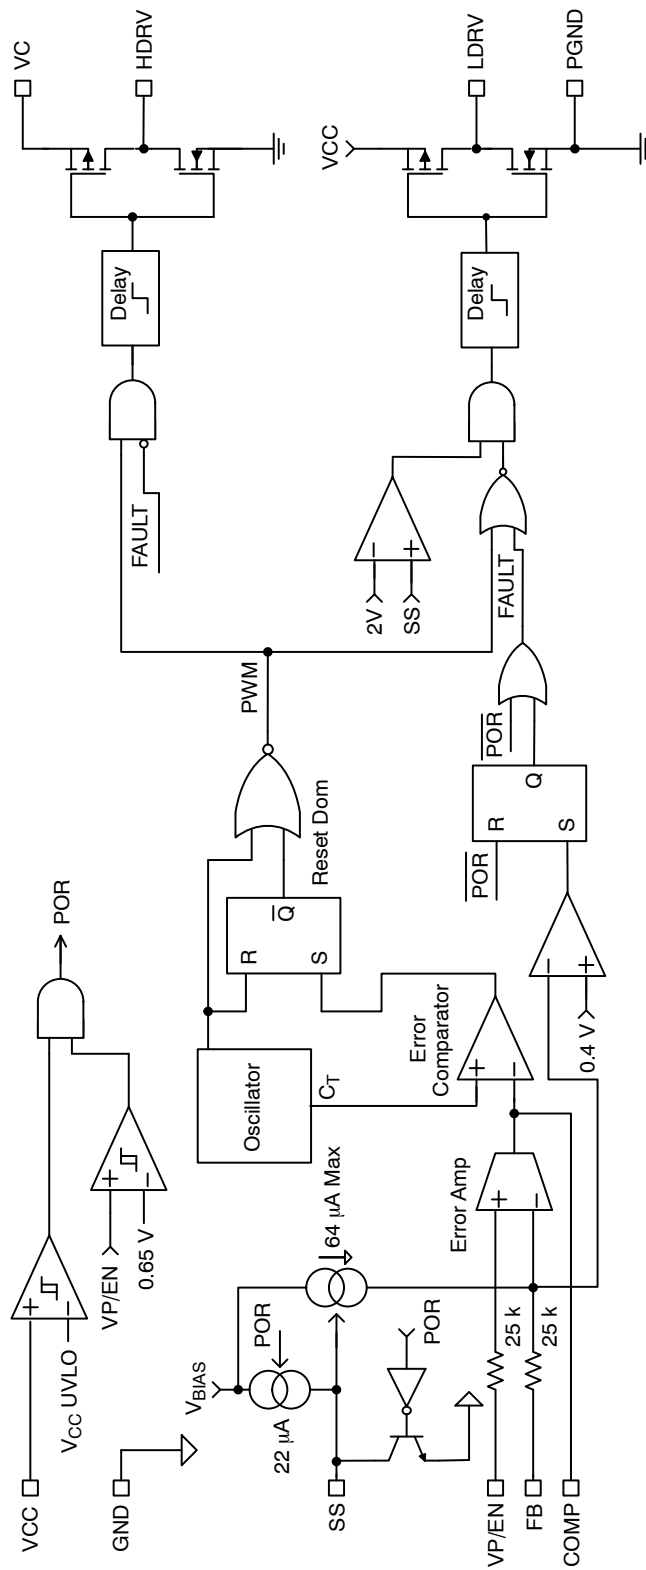 VCC
VCC UVLO
+
−
VP/EN
0.65 V
+
−
POR
GND
VBIAS
22 μA
POR
64 μA Max
SS
POR
Oscillator
CT
R
S
Q
Reset Dom
PWM
Error
Comparator
+
−
Error Amp
+
−
VP/EN
25 k
FB
25 k
COMP
0.4 V
−
+
POR
R
S
Q
POR
FAULT
2V
SS
−
+
FAULT
Delay
VC
HDRV
Delay
VCC
LDRV
PGND